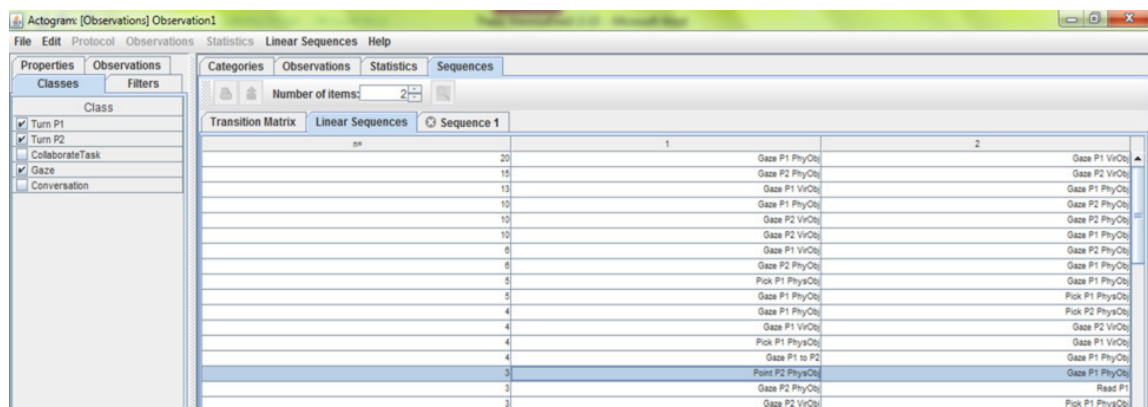 Actogram: [Observations] Observation1
File Edit Protocol Observations Statistics Linear Sequences Help
Properties Observations
Classes Filters
Class
Turn P1
Turn P2
CollaborateTask
Gaze
Conversation
Categories Observations Statistics Sequences
Number of items: 2
Transition Matrix Linear Sequences Sequence 1
n= 1 2
20 Gaze P1 PhyObj Gaze P1 VirObj
15 Gaze P2 PhyObj Gaze P2 VirObj
13 Gaze P1 VirObj Gaze P1 PhyObj
10 Gaze P1 PhyObj Gaze P2 PhyObj
10 Gaze P2 VirObj Gaze P2 PhyObj
10 Gaze P2 VirObj Gaze P1 PhyObj
6 Gaze P1 VirObj Gaze P2 PhyObj
6 Gaze P2 PhyObj Gaze P1 PhyObj
5 Pick P1 PhysObj Gaze P1 PhyObj
5 Gaze P1 PhyObj Pick P1 PhysObj
4 Gaze P1 PhyObj Pick P2 PhysObj
4 Gaze P1 VirObj Gaze P2 VirObj
4 Pick P1 PhysObj Gaze P1 VirObj
4 Gaze P1 to P2 Gaze P1 PhyObj
3 Point P2 PhysObj Gaze P1 PhyObj
3 Gaze P2 PhyObj Read P1
3 Gaze P2 VirObj Pick P1 PhysObj